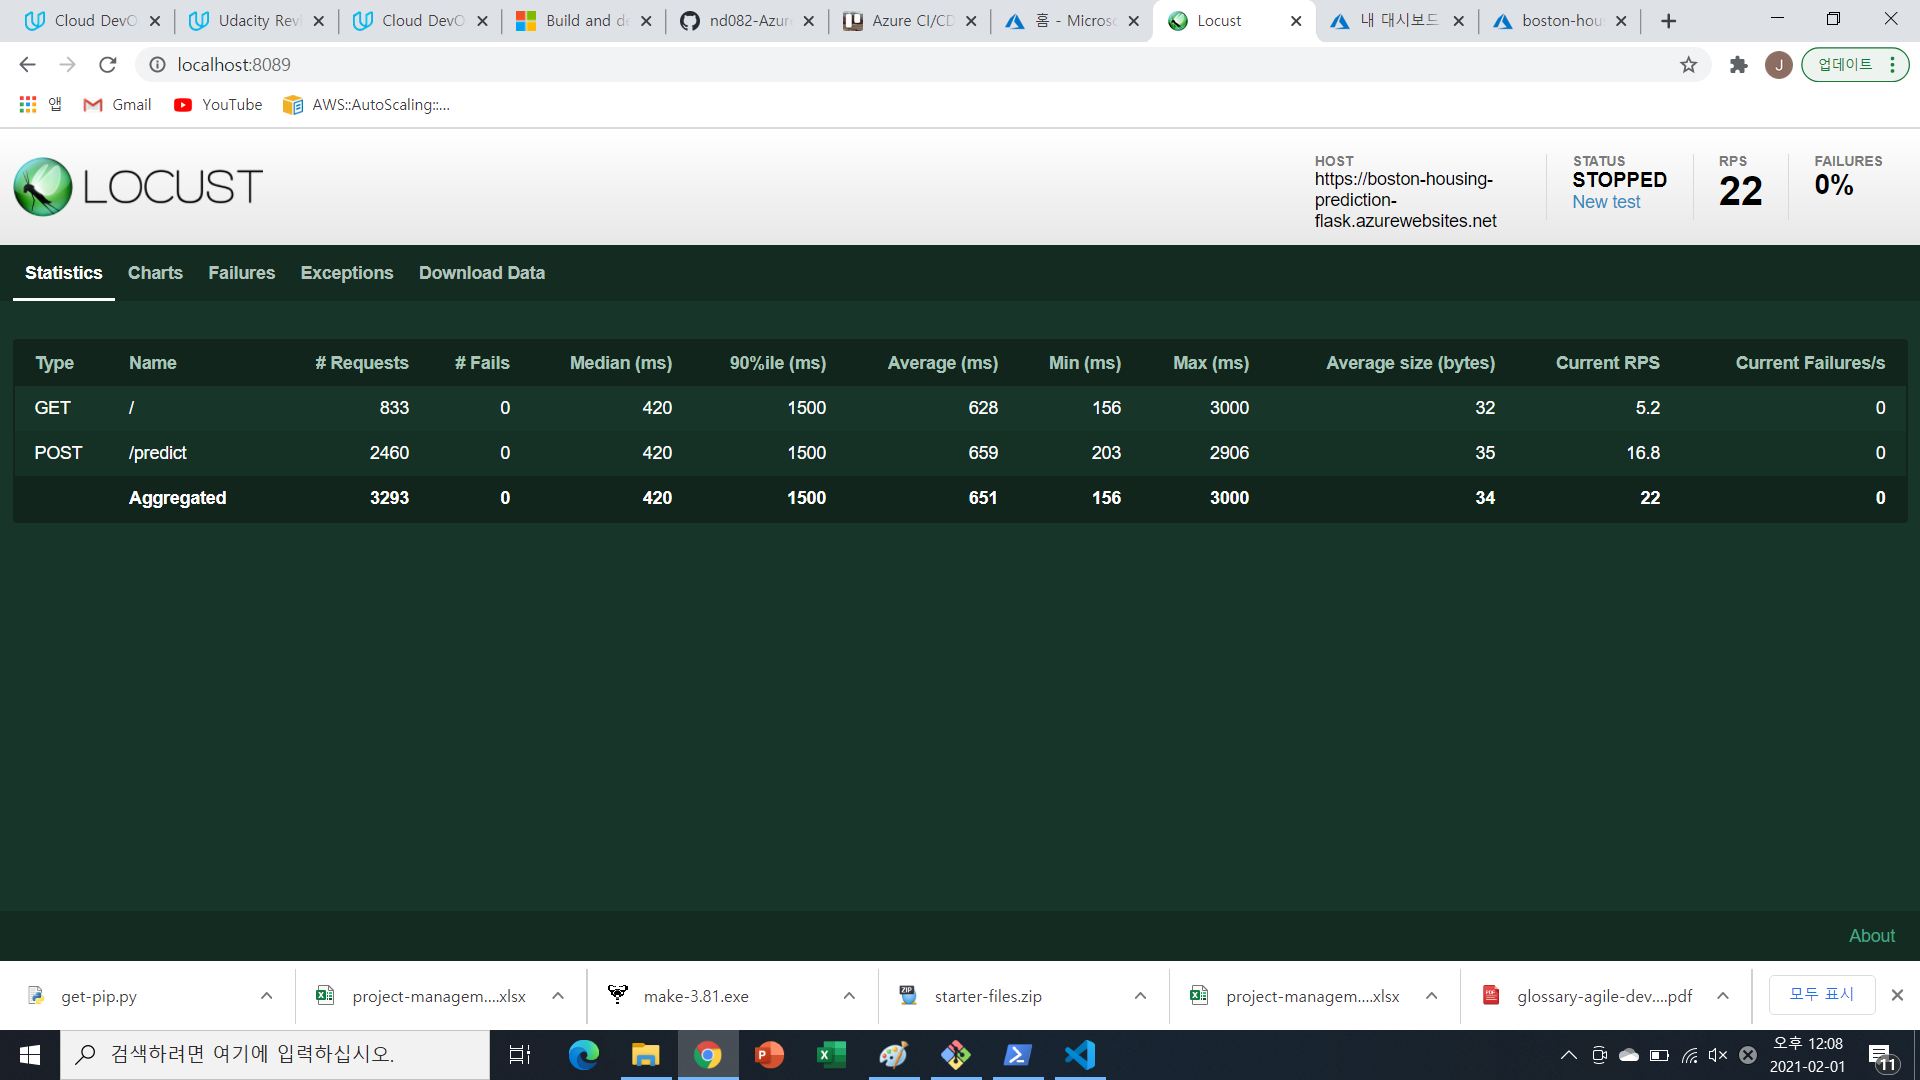 Cloud DevO
Udacity Revi
Cloud DevO
Build and de
nd082-Azure
Azure CI/CD
홈 - Microso
Locust
내 대시보드
boston-hou
localhost:8089
J
업데이트
앱
Gmail
YouTube
AWS::AutoScaling::...
LOCUST
HOST
https://boston-housing-
prediction-
flask.azurewebsites.net
STATUS
STOPPED
New test
RPS
22
FAILURES
0%
Statistics Charts Failures Exceptions Download Data
Type Name # Requests # Fails Median (ms) 90%ile (ms) Average (ms) Min (ms) Max (ms) Average size (bytes) Current RPS Current Failures/s
GET / 833 0 420 1500 628 156 3000 32 5.2 0
POST /predict 2460 0 420 1500 659 203 2906 35 16.8 0
Aggregated 3293 0 420 1500 651 156 3000 34 22 0
About
get-pip.py
project-managem....xlsx
make-3.81.exe
ZIP
starter-files.zip
project-managem....xlsx
PDF
glossary-agile-dev....pdf
모두 표시
검색하려면 여기에 입력하십시오.
오후 12:08
2021-02-01
11